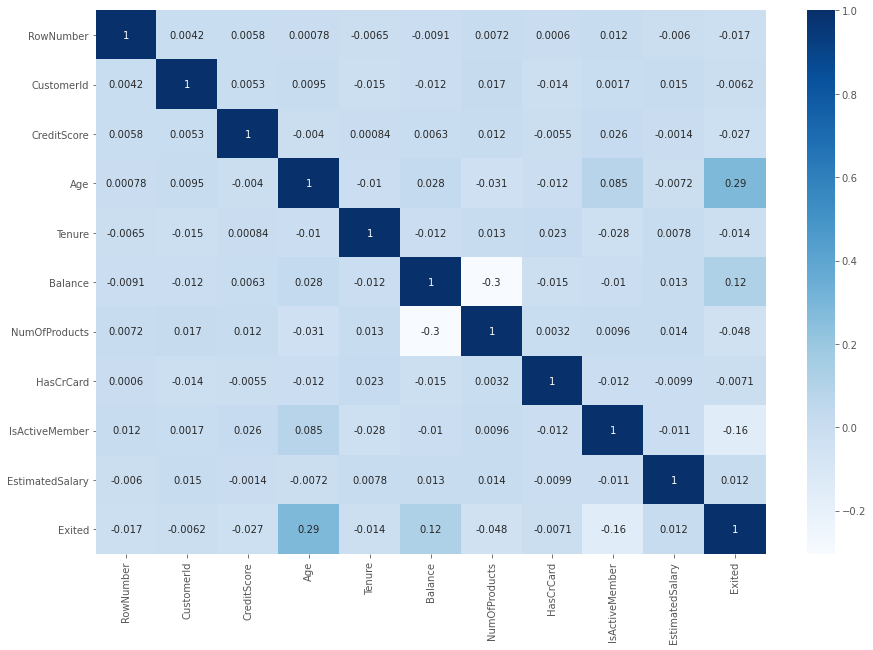 RowNumber 1 0.0042 0.0058 0.00078 -0.0065 -0.0091 0.0072 0.0006 0.012 -0.006 -0.017
CustomerId 0.0042 1 0.0053 0.0095 -0.015 -0.012 0.017 -0.014 0.0017 0.015 -0.0062
CreditScore 0.0058 0.0053 1 -0.004 0.00084 0.0063 0.012 -0.0055 0.026 -0.0014 -0.027
Age 0.00078 0.0095 -0.004 1 -0.01 0.028 -0.031 -0.012 0.085 -0.0072 0.29
Tenure -0.0065 -0.015 0.00084 -0.01 1 -0.012 0.013 0.023 -0.028 0.0078 -0.014
Balance -0.0091 -0.012 0.0063 0.028 -0.012 1 -0.3 -0.015 -0.01 0.013 0.12
NumOfProducts 0.0072 0.017 0.012 -0.031 0.013 -0.3 1 0.0032 0.0096 0.014 -0.048
HasCrCard 0.0006 -0.014 -0.0055 -0.012 0.023 -0.015 0.0032 1 -0.012 -0.0099 -0.0071
IsActiveMember 0.012 0.0017 0.026 0.085 -0.028 -0.01 0.0096 -0.012 1 -0.011 -0.16
EstimatedSalary -0.006 0.015 -0.0014 -0.0072 0.0078 0.013 0.014 -0.0099 -0.011 1 0.012
Exited -0.017 -0.0062 -0.027 0.29 -0.014 0.12 -0.048 -0.0071 -0.16 0.012 1
RowNumber
CustomerId
CreditScore
Age
Tenure
Balance
NumOfProducts
HasCrCard
IsActiveMember
EstimatedSalary
Exited
1.0
0.8
0.6
0.4
0.2
0.0
−0.2